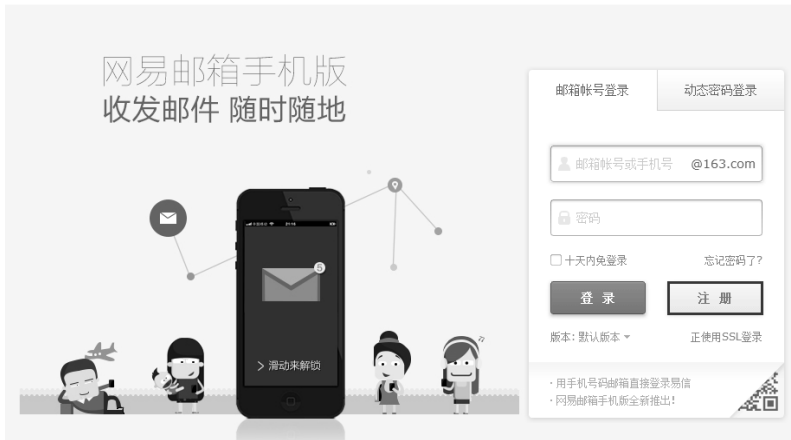 网易邮箱手机版
收发邮件 随时随地
5
滑动来解锁
邮箱帐号登录
动态密码登录
邮箱帐号或手机号 @163.com
密码
十天内免登录 忘记密码了?
登 录 注 册
版本: 默认版本 正使用SSL登录
· 用手机号码邮箱直接登录易信
· 网易邮箱手机版全新推出!